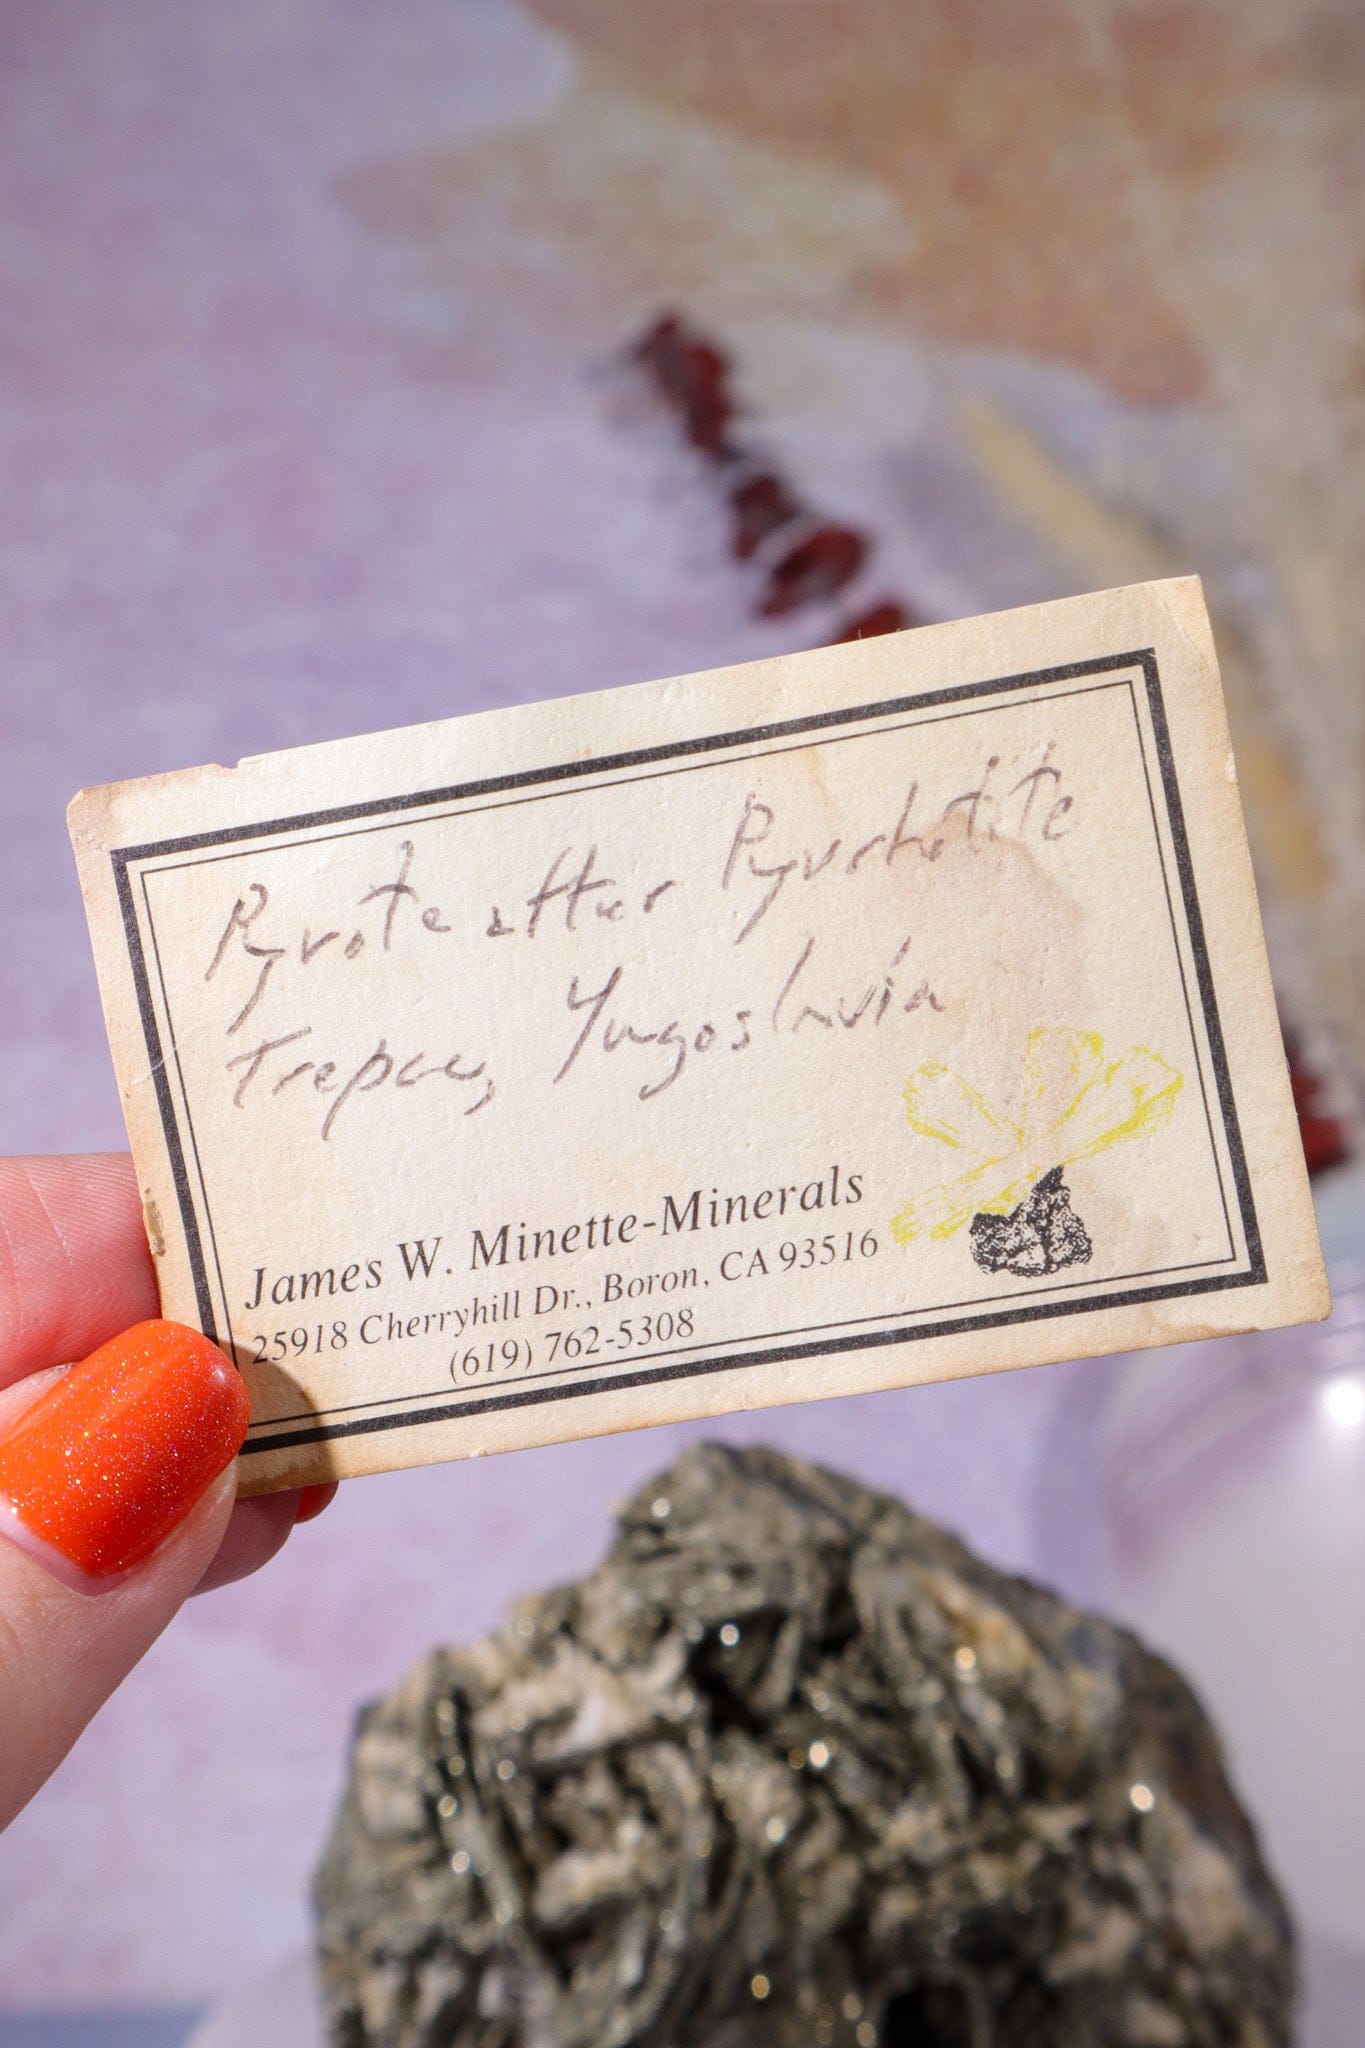 Pyrite after Pyrrhotite
Trepca, Yugoslavia
James W. Minette-Minerals
25918 Cherryhill Dr., Boron, CA 93516
(619) 762-5308